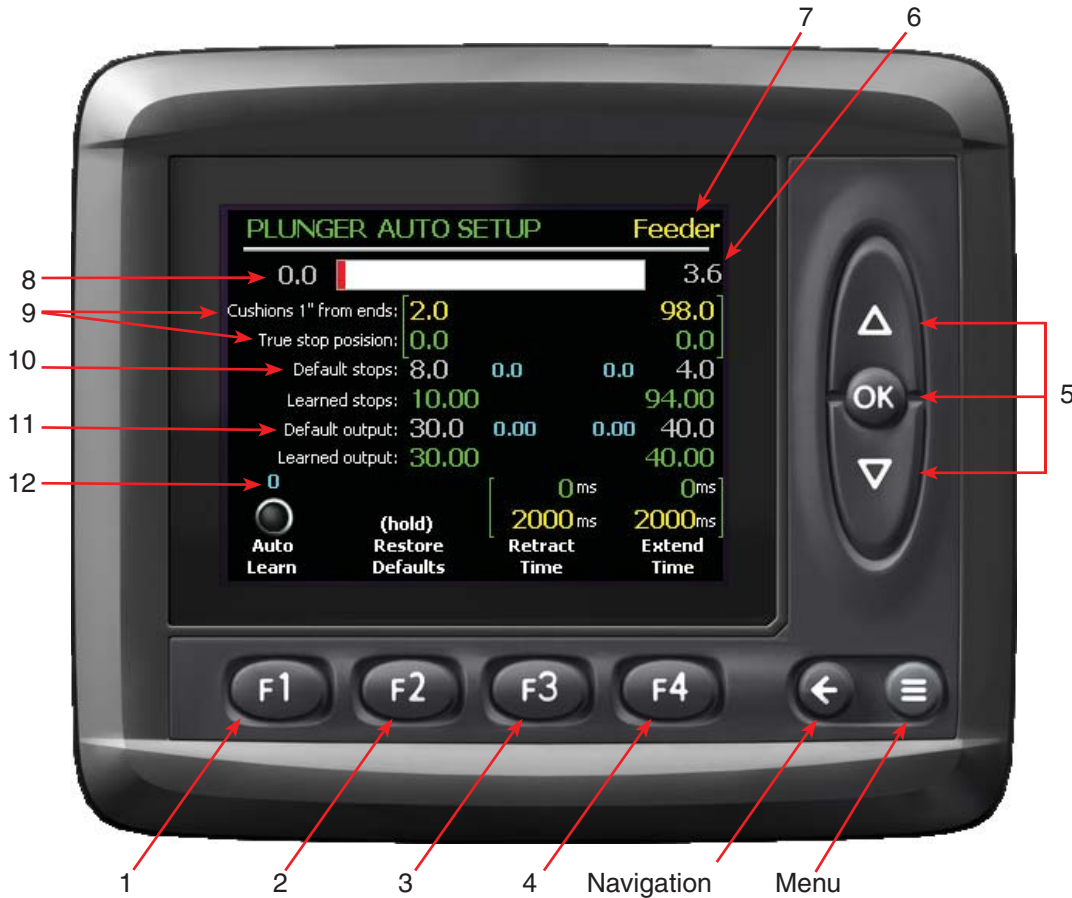 7 6
PLUNGER AUTO SETUP Feeder
8 0.0 3.6
9 Cushions 1" from ends: 2.0 98.0
True stop posision: 0.0 0.0
10 Default stops: 8.0 0.0 0.0 4.0
Learned stops: 10.00 94.00
11 Default output: 30.0 0.00 0.00 40.0
Learned output: 30.00 40.00
12 0 0 ms 0ms
(hold) 2000 ms 2000ms
Auto Restore Retract Extend
Learn Defaults Time Time
OK 5
F1 F2 F3 F4
1 2 3 4 Navigation Menu